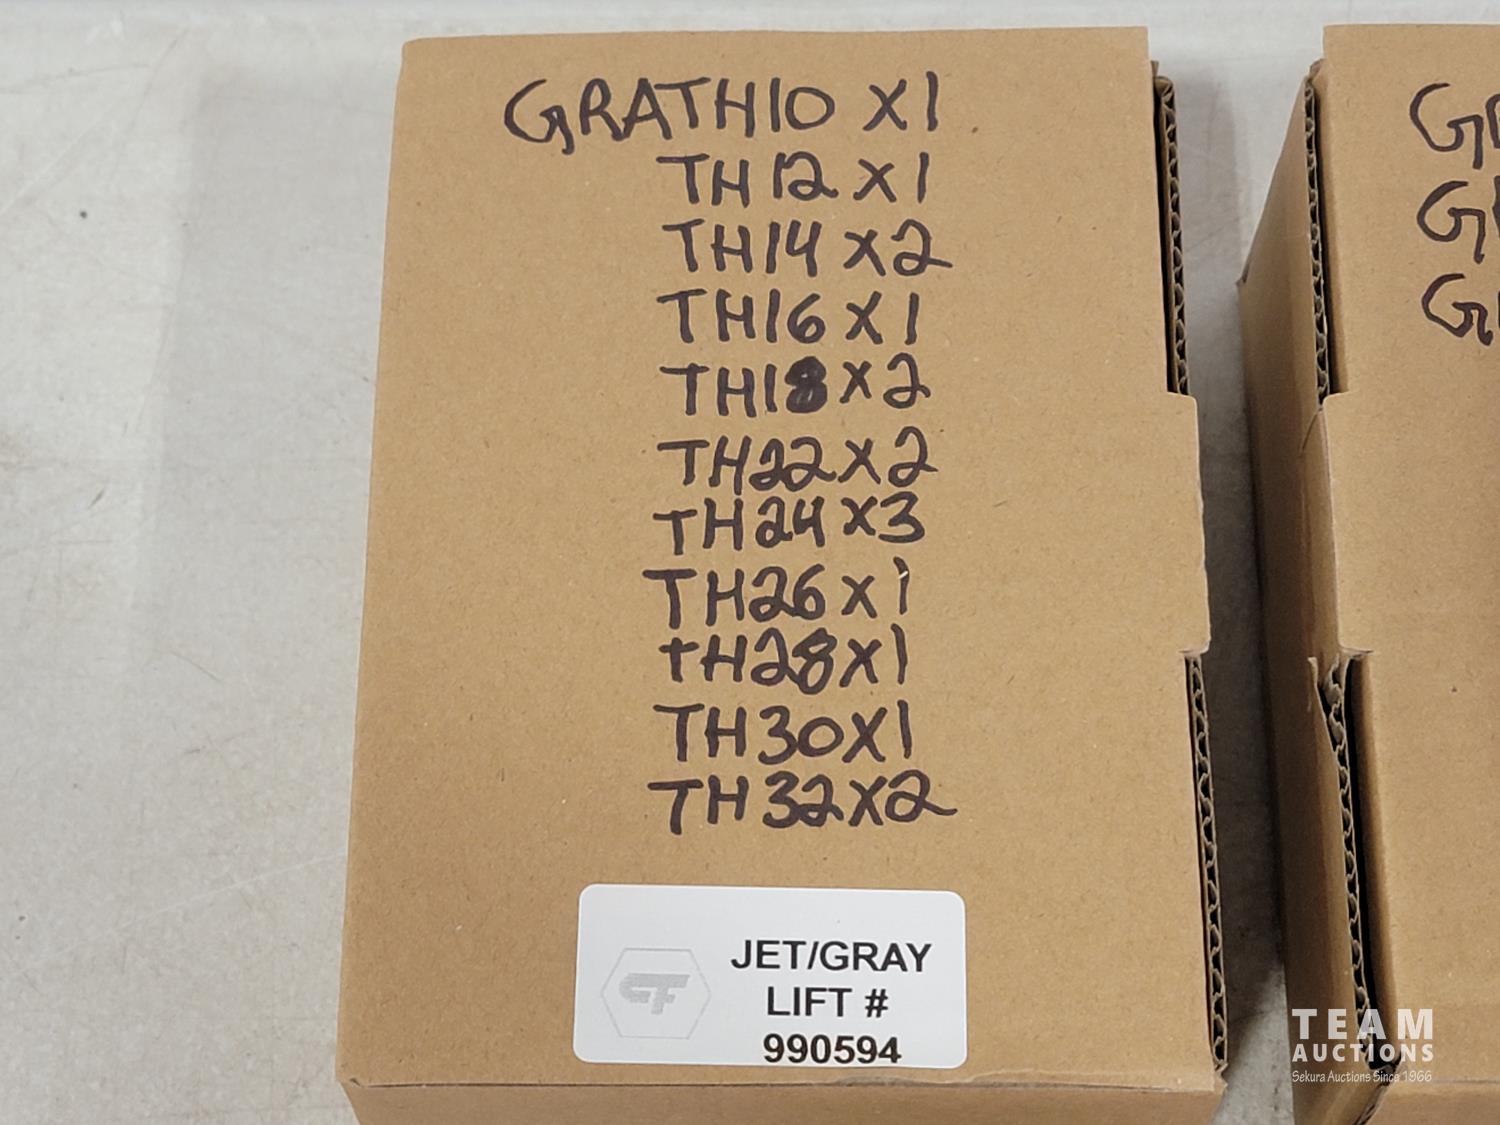 GRATH10 X1
TH12 X1
TH14 X2
TH16 X1
TH18 X2
TH22 X2
TH24 X3
TH26 X1
TH28 X1
TH30 X1
TH32 X2
GF
JET/GRAY
LIFT #
990594
TEAM
AUCTIONS
Sekura Auctions Since 1966